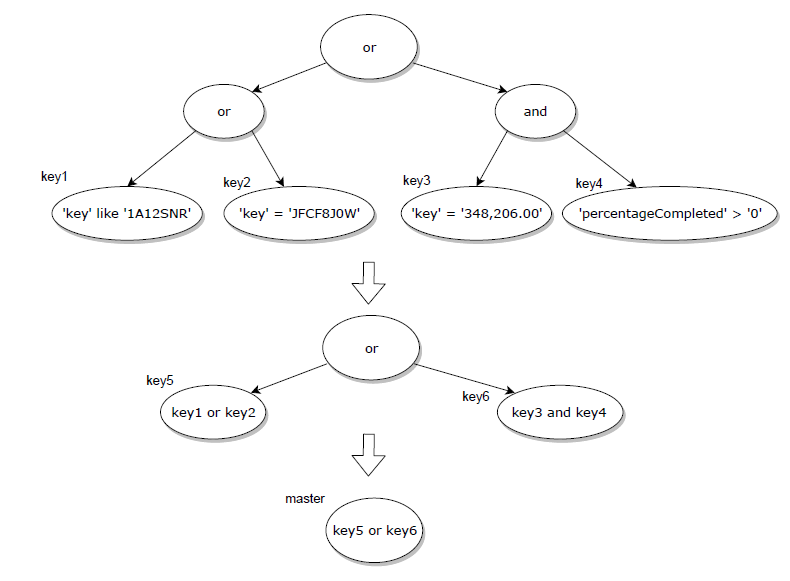 or
or
and
key1
key2
key3
key4
'key' like '1A12SNR'
'key' = 'JFCF8J0W'
'key' = '348,206.00'
'percentageCompleted' > '0'
or
key5
key6
key1 or key2
key3 and key4
master
key5 or key6